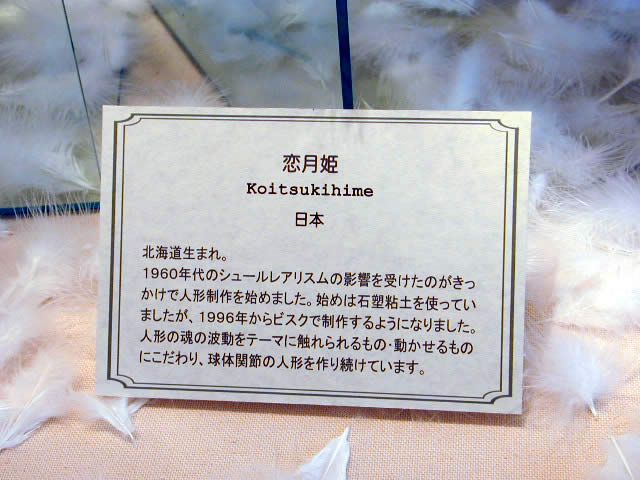 恋月姫
Koitsukihime
日本
北海道生まれ。
1960年代のシュールレアリスムの影響を受けたのがきっ
かけで人形制作を始めました。始めは石塑粘土を使ってい
ましたが、1996年からビスクで制作するようになりました。
人形の魂の波動をテーマに触れられるもの・動かせるもの
にこだわり、球体関節の人形を作り続けています。